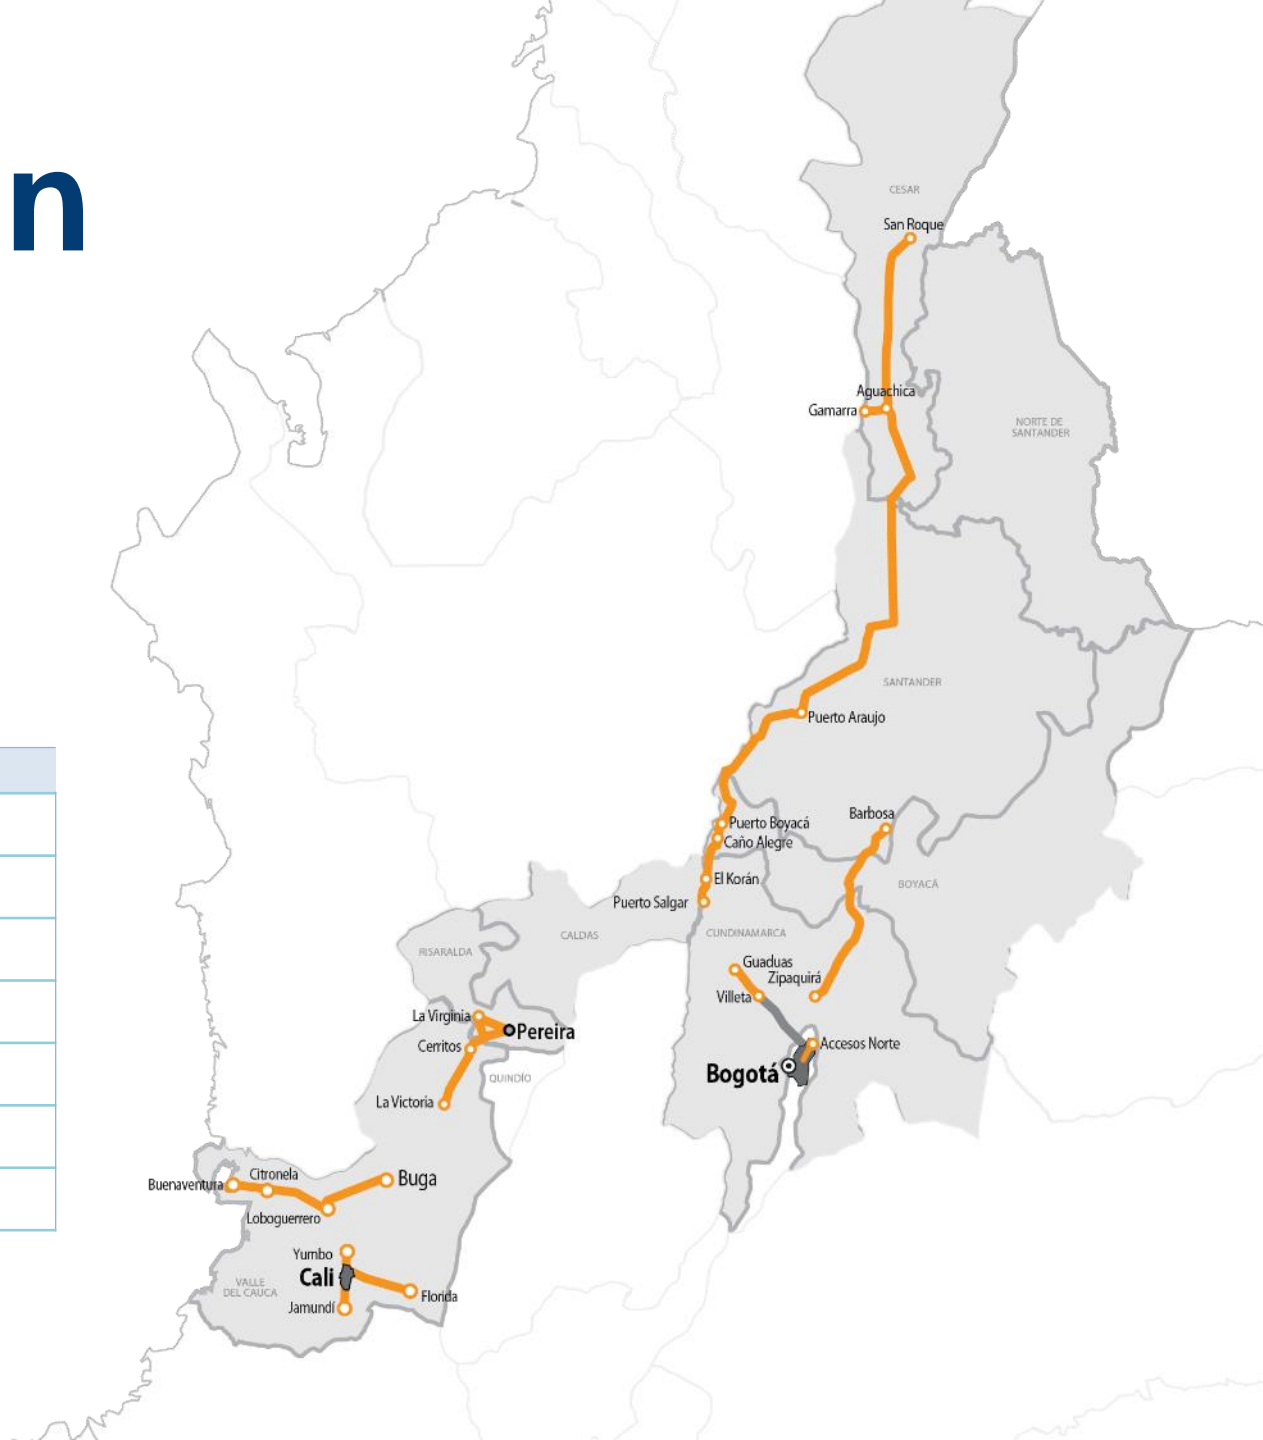 n
CESAR
San Roque
Aguachica
Gamarra
NORTE DE
SANTANDER
SANTANDER
Puerto Araujo
Barbosa
Puerto Boyacá
Caño Alegre
El Korán
BOYACÁ
Puerto Salgar
CUNDINAMARCA
CALDAS
RISARALDA
Guaduas
Zipaquirá
Villeta
La Virginia
Pereira
Cerritos
Accesos Norte
Bogotá
QUINDÍO
La Victoria
Citronela
Buga
Buenaventura
Loboguerrero
Yumbo
Cali
VALLE
DEL CAUCA
Florida
Jamundí